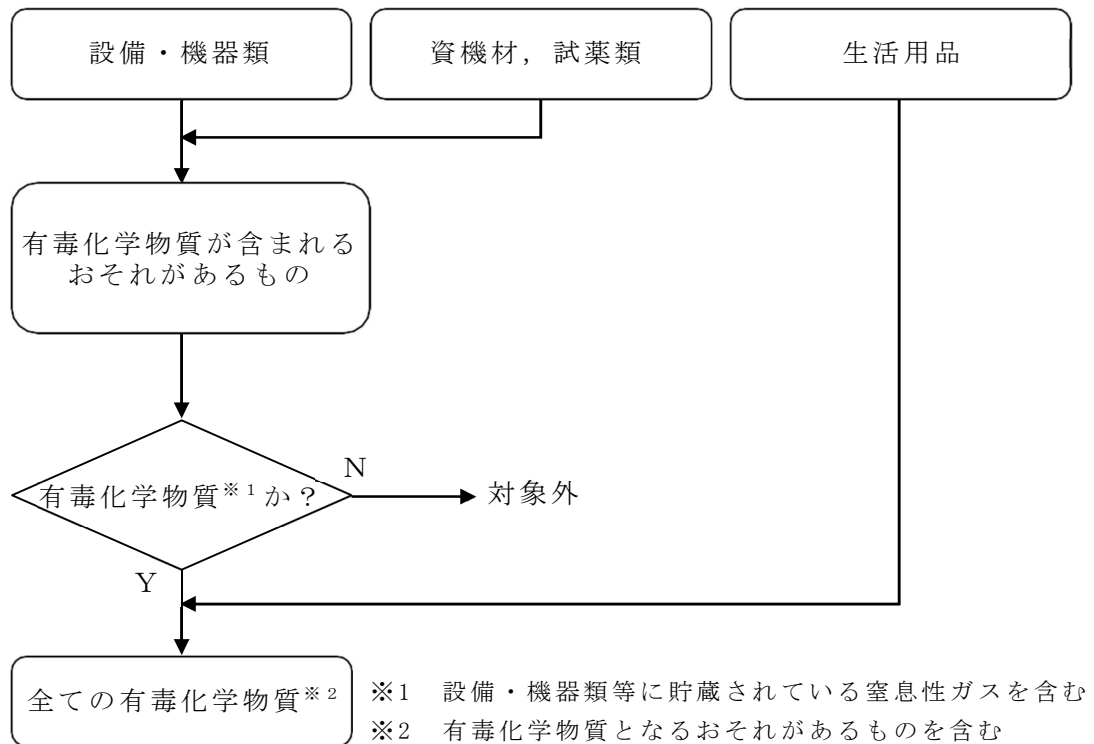 設備・機器類
資機材，試薬類
生活用品
有毒化学物質が含まれる
おそれがあるもの
有毒化学物質※1か？
N
対象外
Y
全ての有毒化学物質※2
※1　設備・機器類等に貯蔵されている窒息性ガスを含む
※2　有毒化学物質となるおそれがあるものを含む